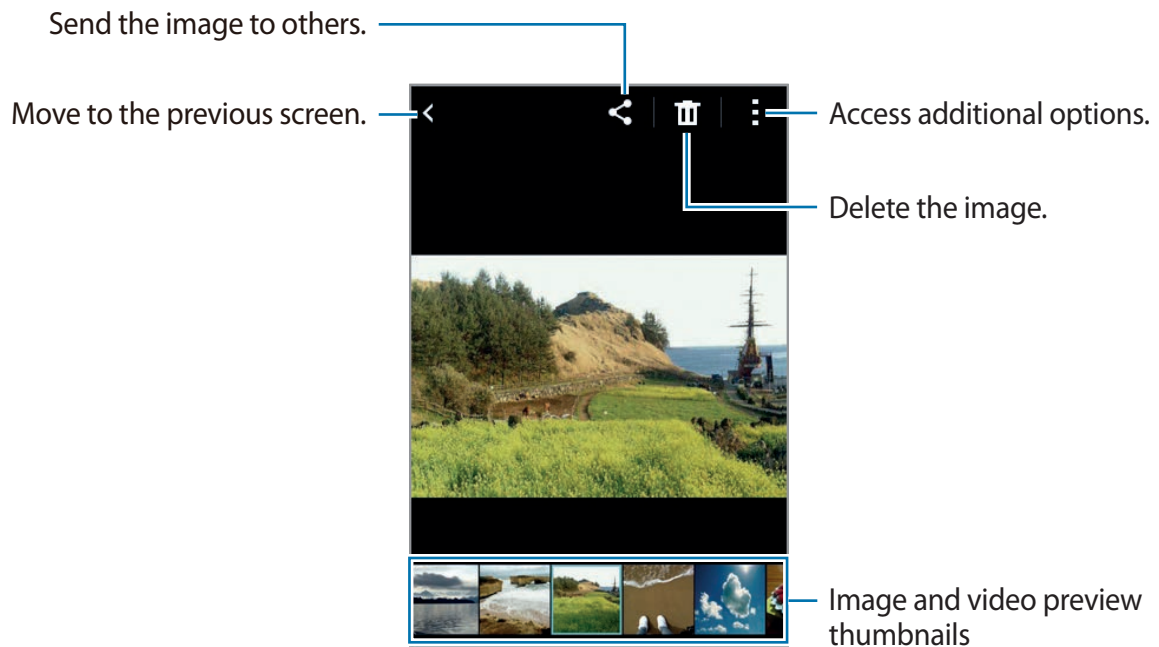 Send the image to others.
Move to the previous screen.
Access additional options.
Delete the image.
Image and video preview
thumbnails